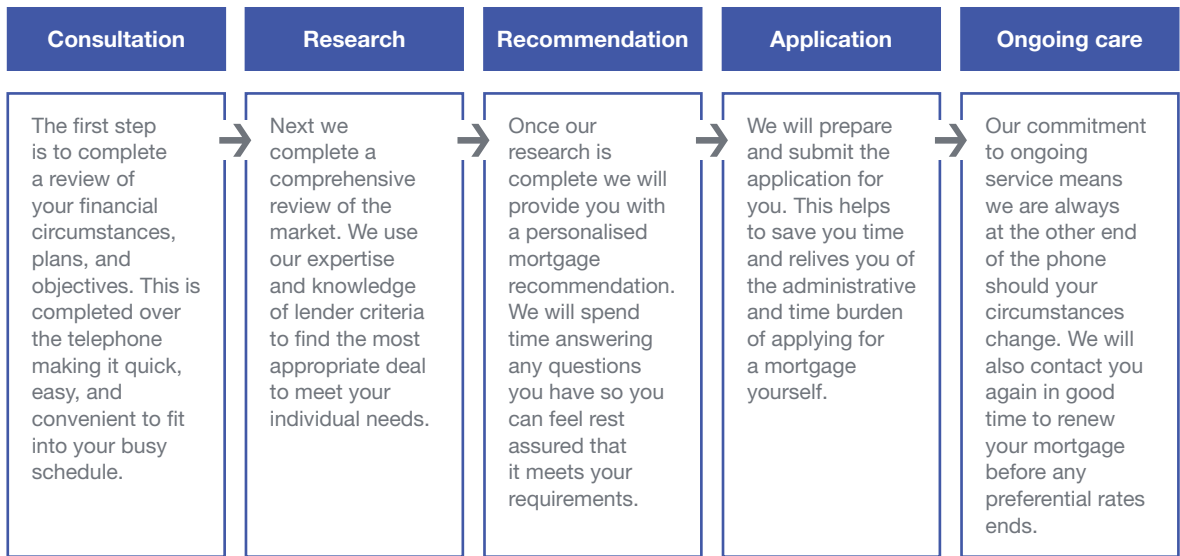 Consultation
The first step
is to complete
a review of
your financial
circumstances,
plans, and
objectives. This is
completed over
the telephone
making it quick,
easy, and
convenient to fit
into your busy
schedule.
Research
Next we
complete a
comprehensive
review of the
market. We use
our expertise
and knowledge
of lender criteria
to find the most
appropriate deal
to meet your
individual needs.
Recommendation
Once our
research is
complete we will
provide you with
a personalised
mortgage
recommendation.
We will spend
time answering
any questions
you have so you
can feel rest
assured that
it meets your
requirements.
Application
We will prepare
and submit the
application for
you. This helps
to save you time
and relives you of
the administrative
and time burden
of applying for
a mortgage
yourself.
Ongoing care
Our commitment
to ongoing
service means
we are always
at the other end
of the phone
should your
circumstances
change. We will
also contact you
again in good
time to renew
your mortgage
before any
preferential rates
ends.